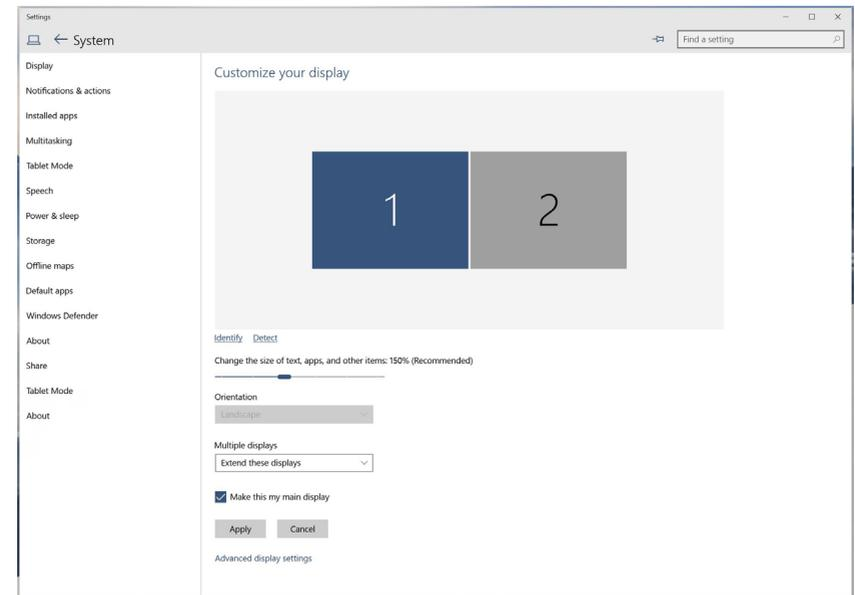 Settings
System
Find a setting
Display
Notifications & actions
Installed apps
Multitasking
Tablet Mode
Speech
Power & sleep
Storage
Offline maps
Default apps
Windows Defender
About
Share
Tablet Mode
About
Customize your display
1
2
Identify Detect
Change the size of text, apps, and other items: 150% (Recommended)
Orientation
Landscape
Multiple displays
Extend these displays
Make this my main display
Apply Cancel
Advanced display settings